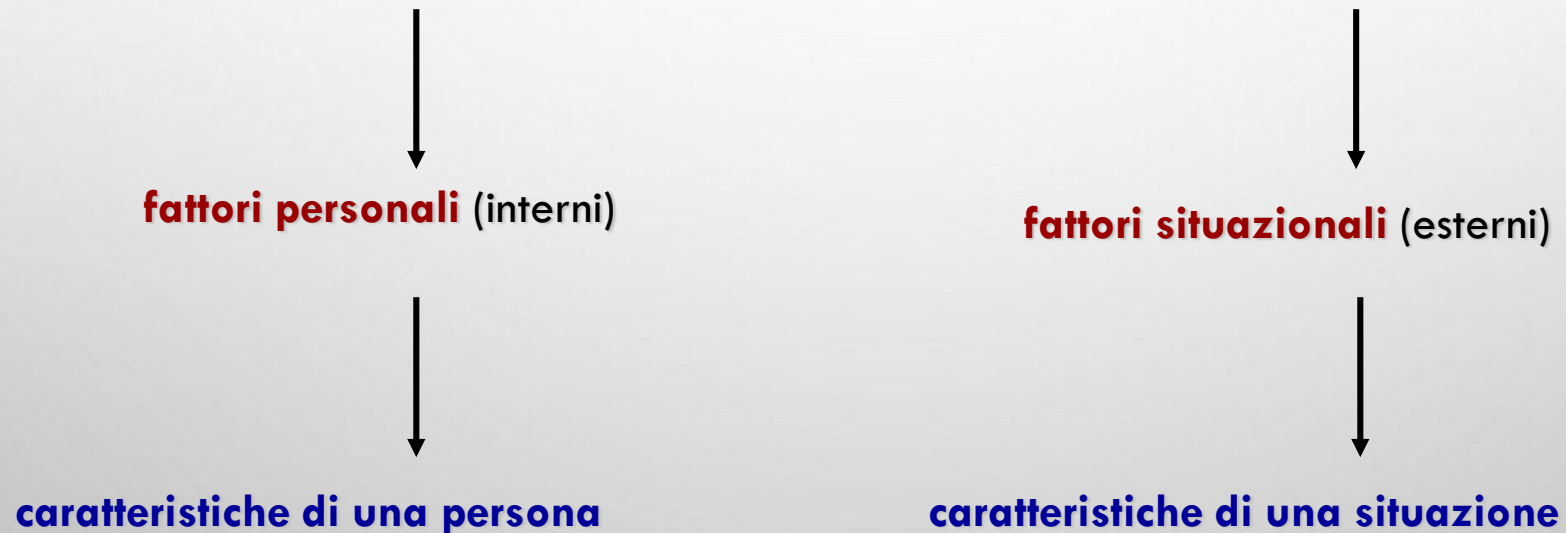 fattori personali (interni)
fattori situazionali (esterni)
caratteristiche di una persona
caratteristiche di una situazione